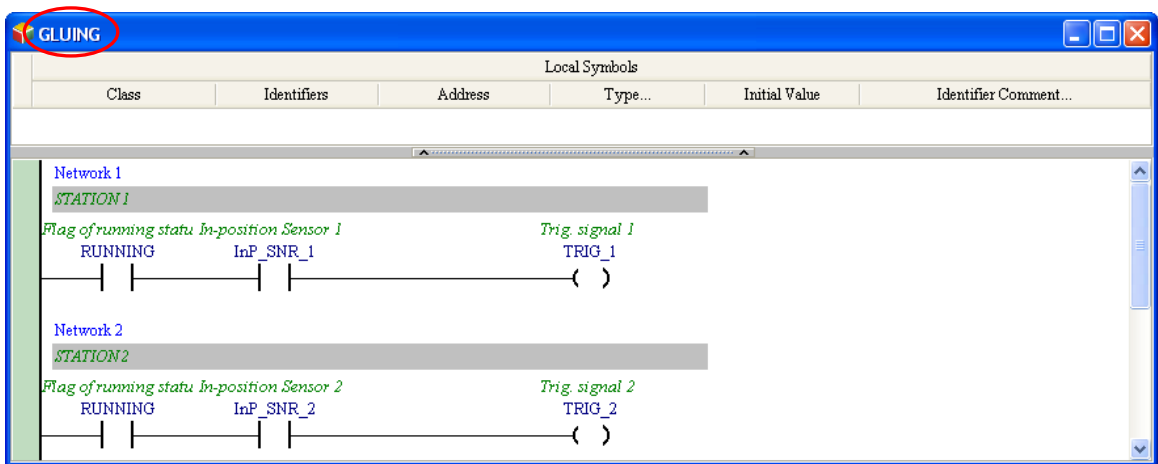 GLUING
Local Symbols
Class Identifiers Address Type... Initial Value Identifier Comment...
Network 1
STATION 1
Flag of running statu In-position Sensor 1 Trig. signal 1
RUNNING InP_SNR_1 TRIG_1
Network 2
STATION 2
Flag of running statu In-position Sensor 2 Trig. signal 2
RUNNING InP_SNR_2 TRIG_2